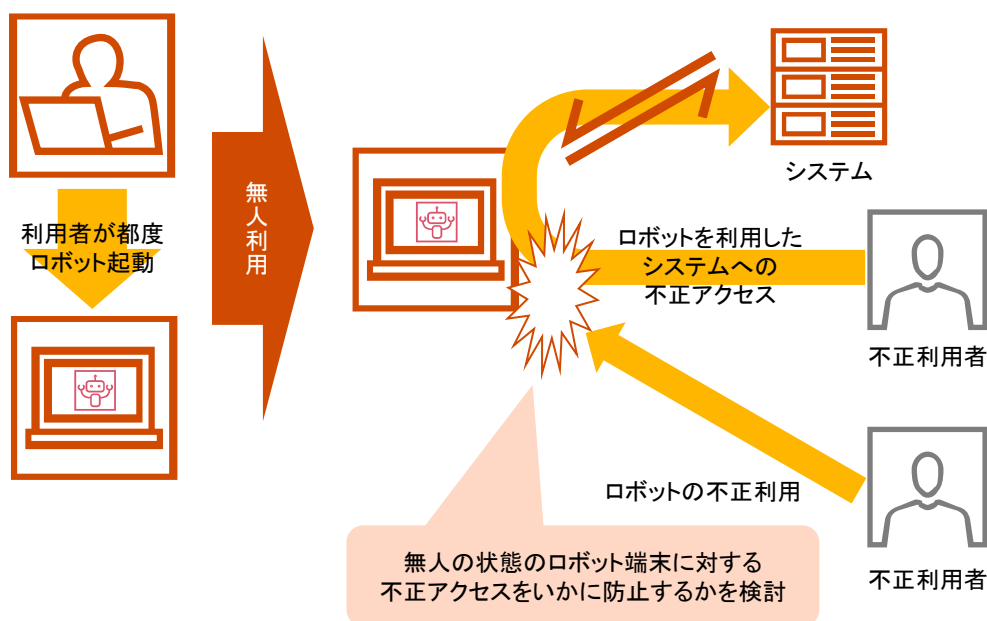 利用者が都度
ロボット起動
無人利用
システム
ロボットを利用した
システムへの
不正アクセス
不正利用者
ロボットの不正利用
不正利用者
無人の状態のロボット端末に対する
不正アクセスをいかに防止するかを検討